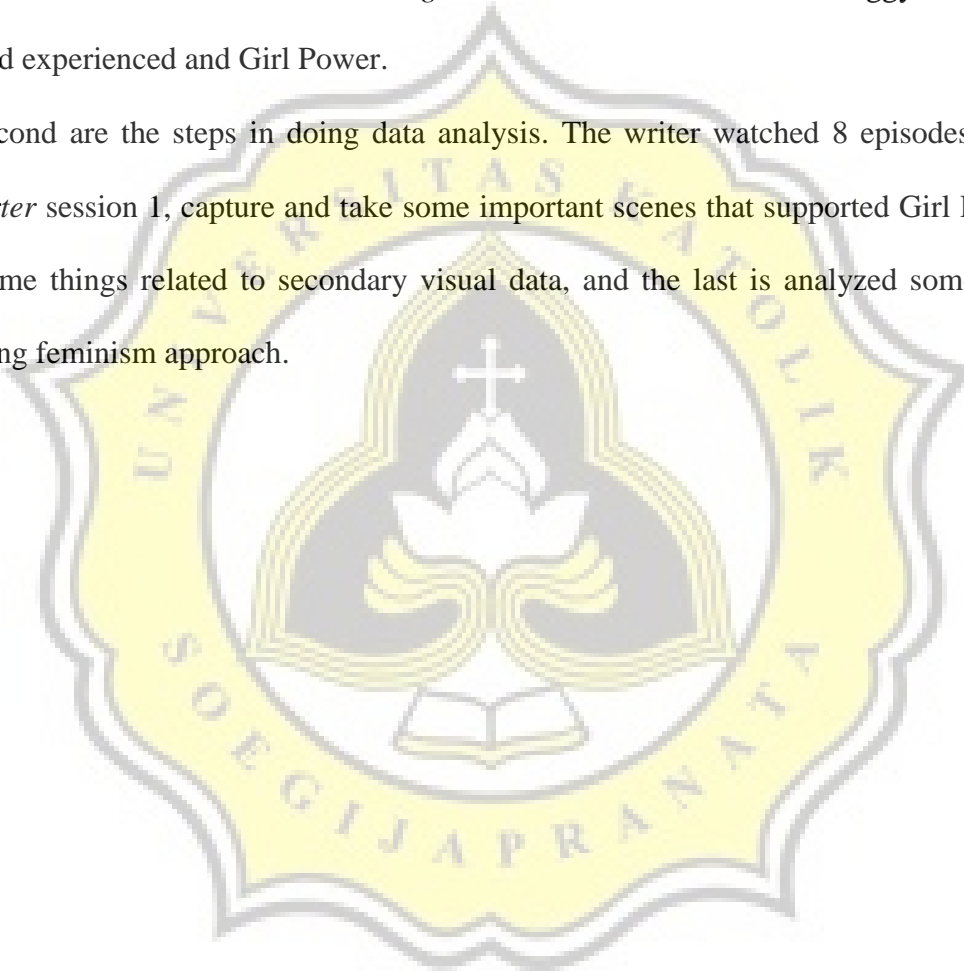 d experienced and Girl Power.
cond are the steps in doing data analysis. The writer watched 8 episodes
rter session 1, capture and take some important scenes that supported Girl
me things related to secondary visual data, and the last is analyzed som
ng feminism approach.
UNIVERSITAS KATOLIK
SOEGIJAPRANATA